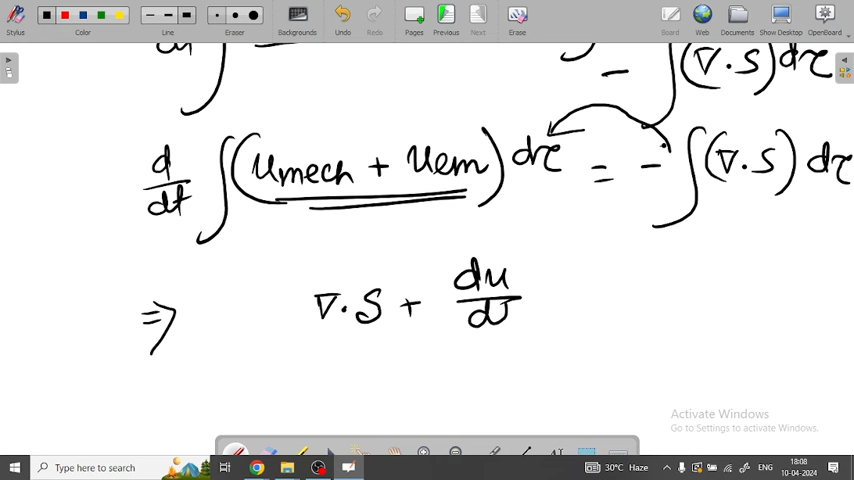 Stylus Color Line Eraser Backgrounds Undo Redo Pages Previous Next Erase Board Web Documents Show Desktop OpenBoard
dt ∫ - ∫ (∇·S) dτ
d/dt ∫ (Umech + Uem) dτ = - ∫ (∇·S) dτ
⇒ ∇·S + du/dt
Activate Windows
Go to Settings to activate Windows.
Type here to search 30°C Haze ENG 18:08
10-04-2024